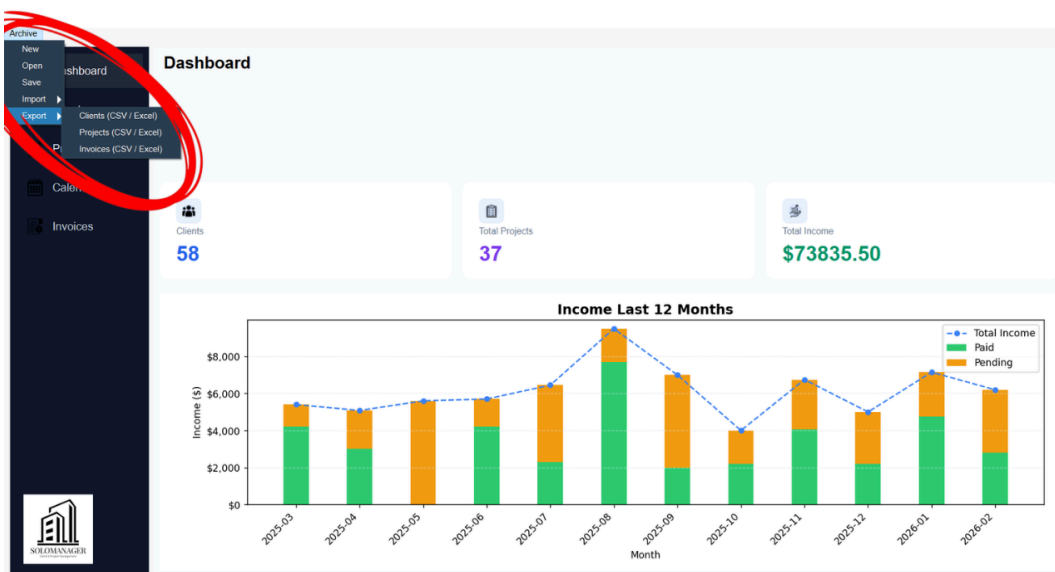 Archive
New
Open
Save
Import
Export
Clients (CSV / Excel)
Projects (CSV / Excel)
Invoices (CSV / Excel)
Invoices
Dashboard
Clients
58
Total Projects
37
Total Income
$73835.50
Income Last 12 Months
Total Income
Paid
Pending
Income ($)
$8,000
$6,000
$4,000
$2,000
$0
2025-03
2025-04
2025-05
2025-06
2025-07
2025-08
2025-09
2025-10
2025-11
2025-12
2026-01
2026-02
Month
SOLOMANAGER